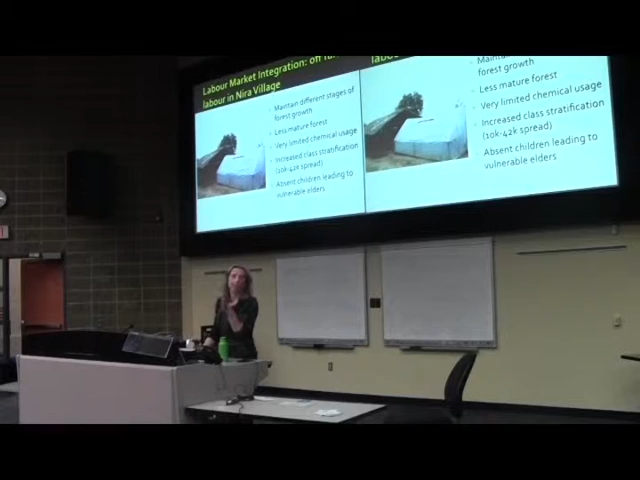 Labour Market Integration: off
labour in Nira Village
Maintain different stages of
forest growth
Less mature forest
Very limited chemical usage
Increased class stratification
(10k-42k spread)
Absent children leading to
vulnerable elders.
forest growth
Less mature forest
Very limited chemical usage
Increased class stratification
(10k-42k spread)
Absent children leading to
vulnerable elders